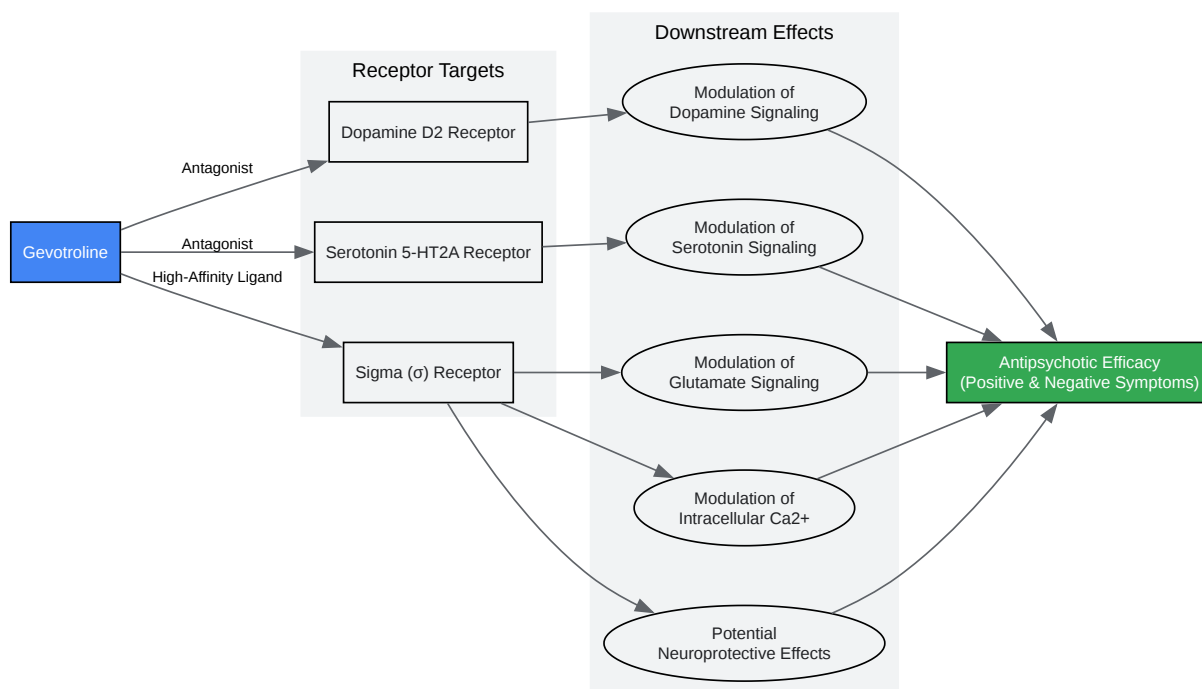 Downstream Effects
Receptor Targets
Modulation of
Dopamine Signaling
Dopamine D2 Receptor
Antagonist
Modulation of
Serotonin Signaling
Antagonist
Gevotroline
Serotonin 5-HT2A Receptor
High-Affinity Ligand
Modulation of
Glutamate Signaling
Sigma (σ) Receptor
Antipsychotic Efficacy
(Positive & Negative Symptoms)
Modulation of
Intracellular Ca2+
Potential
Neuroprotective Effects